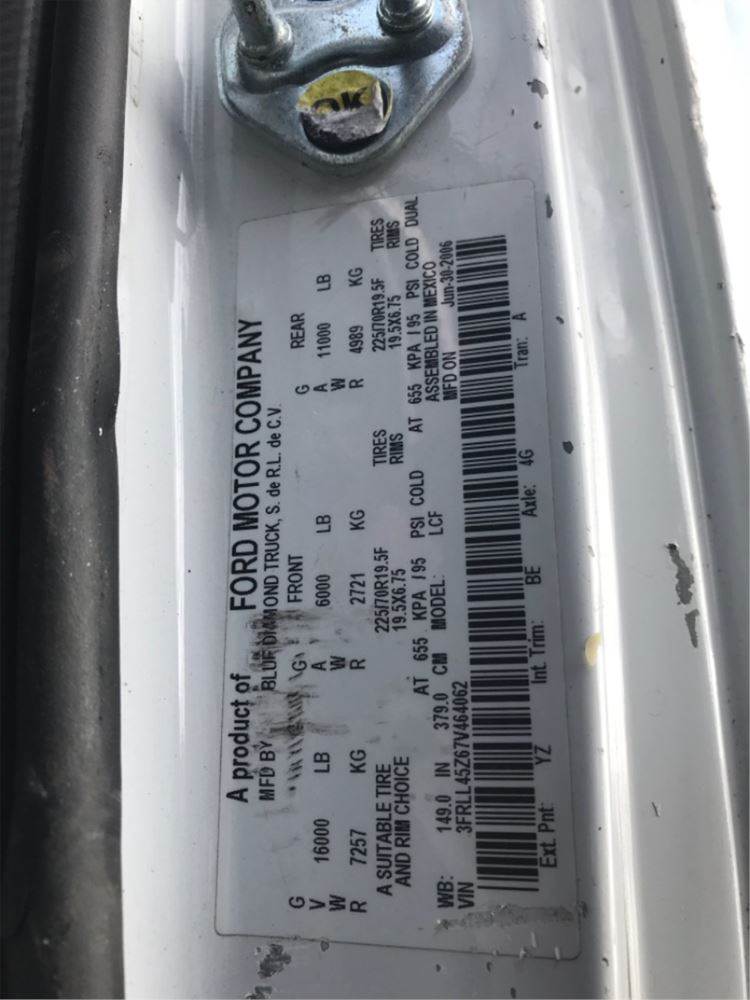 OK
A product of FORD MOTOR COMPANY
MFD BY BLUE DIAMOND TRUCK, S. de R.L. de C.V.
G V W R 16000 LB 7257 KG
FRONT G A W R 6000 LB 2721 KG
REAR G A W R 11000 LB 4989 KG
A SUITABLE TIRE 225/70R19.5F TIRES 225/70R19.5F TIRES
AND RIM CHOICE 19.5X6.75 RIMS 19.5X6.75 RIMS
AT 655 KPA / 95 PSI COLD AT 655 KPA / 95 PSI COLD DUAL
WB: 149.0 IN 379.0 CM MODEL: LCF ASSEMBLED IN MEXICO
VIN 3FRLL45Z67V464062 MFD ON Jun-30-2006
Ext. Pnt: YZ Int. Trim: BE Axle: 4G Tran: A